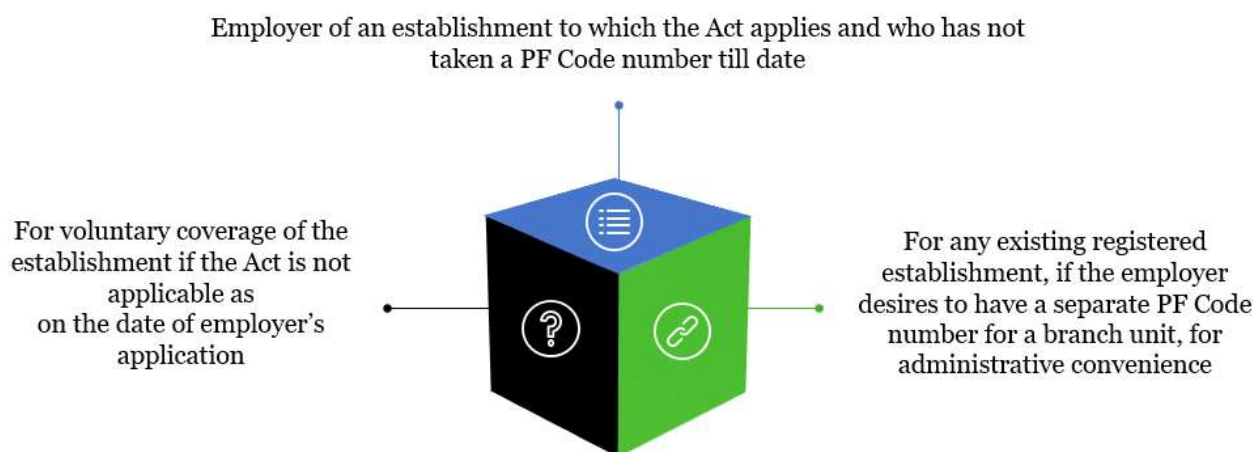 Employer of an establishment to which the Act applies and who has not
taken a PF Code number till date
For voluntary coverage of the
establishment if the Act is not
applicable as
on the date of employer’s
application
For any existing registered
establishment, if the employer
desires to have a separate PF Code
number for a branch unit, for
administrative convenience